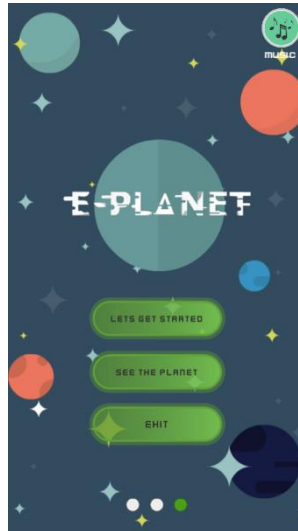 MUSIC
E-PLANET
LETS GET STARTED
SEE THE PLANET
EXIT